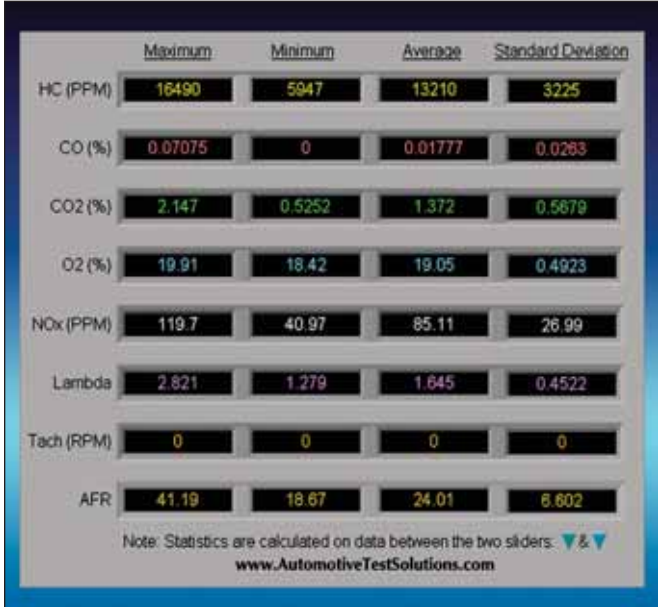 Maximum Minimum Average Standard Deviation
HC (PPM) 16490 5947 13210 3225
CO (%) 0.07075 0 0.01777 0.0263
CO2 (%) 2.147 0.5252 1.372 0.5679
O2 (%) 19.91 18.42 19.05 0.4923
NOx (PPM) 119.7 40.97 85.11 26.99
Lambda 2.821 1.279 1.645 0.4522
Tach (RPM) 0 0 0 0
AFR 41.19 18.67 24.01 6.602
Note: Statistics are calculated on data between the two sliders: &
www.AutomotiveTestSolutions.com